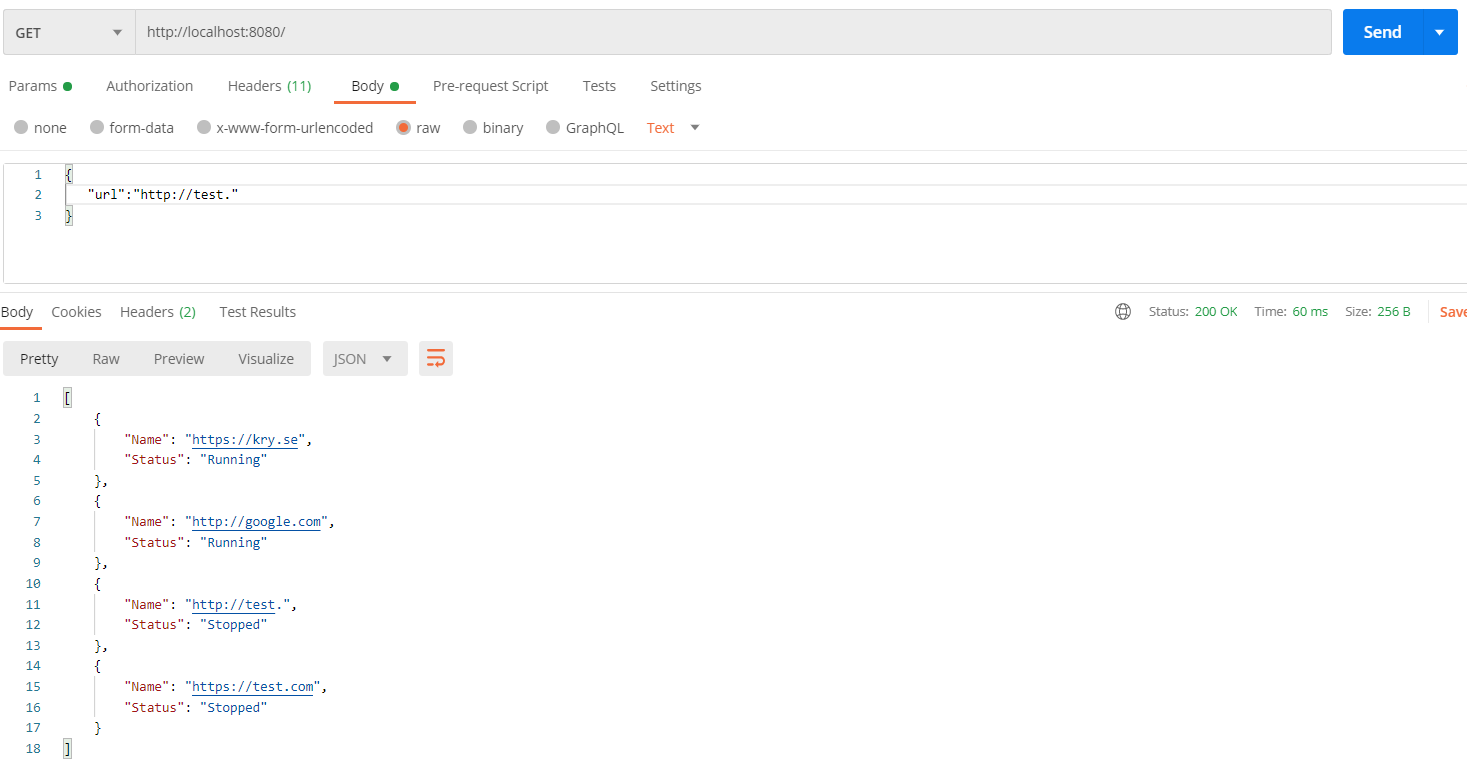 GET http://localhost:8080/ Send
Params Authorization Headers (11) Body Pre-request Script Tests Settings
none form-data x-www-form-urlencoded raw binary GraphQL Text
1 {
2 "url":"http://test."
3 }
Body Cookies Headers (2) Test Results Status: 200 OK Time: 60 ms Size: 256 B Save
Pretty Raw Preview Visualize JSON
1 [
2 {
3 "Name": "https://kry.se",
4 "Status": "Running"
5 },
6 {
7 "Name": "http://google.com",
8 "Status": "Running"
9 },
10 {
11 "Name": "http://test.",
12 "Status": "Stopped"
13 },
14 {
15 "Name": "https://test.com",
16 "Status": "Stopped"
17 }
18 ]